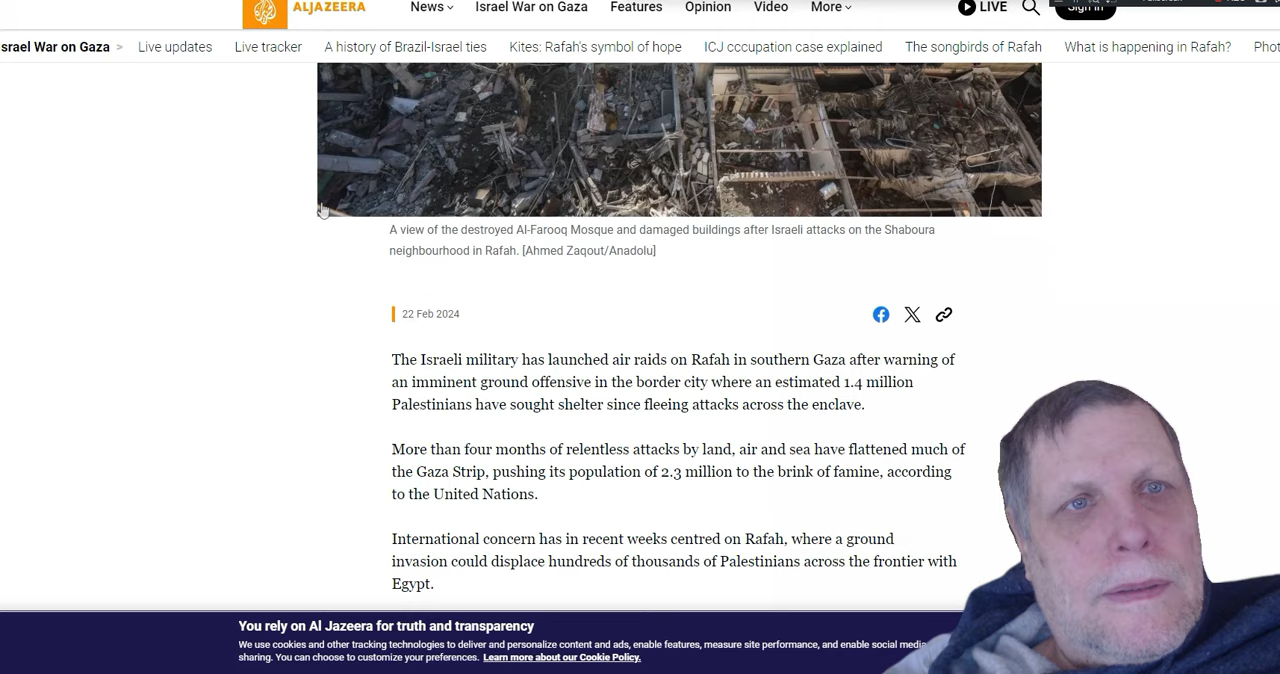 ALJAZEERA
News
Israel War on Gaza
Features
Opinion
Video
More
LIVE
Sign in
srael War on Gaza >
Live updates
Live tracker
A history of Brazil-Israel ties
Kites: Rafah's symbol of hope
ICJ cccupation case explained
The songbirds of Rafah
What is happening in Rafah?
Phot
A view of the destroyed Al-Farooq Mosque and damaged buildings after Israeli attacks on the Shaboura
neighbourhood in Rafah. [Ahmed Zaqout/Anadolu]
22 Feb 2024
The Israeli military has launched air raids on Rafah in southern Gaza after warning of
an imminent ground offensive in the border city where an estimated 1.4 million
Palestinians have sought shelter since fleeing attacks across the enclave.
More than four months of relentless attacks by land, air and sea have flattened much of
the Gaza Strip, pushing its population of 2.3 million to the brink of famine, according
to the United Nations.
International concern has in recent weeks centred on Rafah, where a ground
invasion could displace hundreds of thousands of Palestinians across the frontier with
Egypt.
You rely on Al Jazeera for truth and transparency
We use cookies and other tracking technologies to deliver and personalize content and ads, enable features, measure site performance, and enable social media
sharing. You can choose to customize your preferences. Learn more about our Cookie Policy.